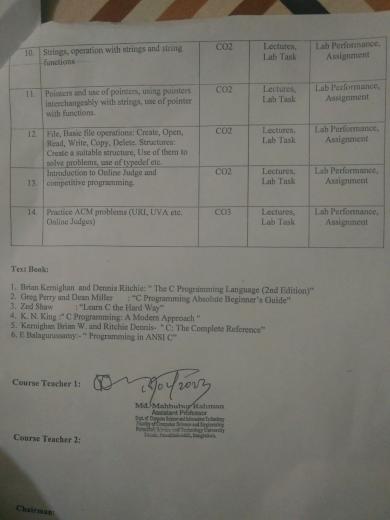 10. Strings, operation with strings and string functions CO2 Lectures, Lab Task Lab Performance, Assignment
11. Pointers and use of pointers, using pointers interchangeably with strings, use of pointer with functions. CO2 Lectures, Lab Task Lab Performance, Assignment
12. File, Basic file operations: Create, Open, Read, Write, Copy, Delete. Structures: Create a suitable structure, Use of them to solve problems, use of typedef etc. CO2 Lectures, Lab Task Lab Performance, Assignment
13. Introduction to Online Judge and competitive programming. CO2 Lectures, Lab Task Lab Performance, Assignment
14. Practice ACM problems (URI, UVA etc. Online Judges) CO3 Lectures, Lab Task Lab Performance, Assignment
Text Book:
1. Brian Kernighan and Dennis Ritchie: " The C Programming Language (2nd Edition)"
2. Greg Perry and Dean Miller : "C Programming Absolute Beginner's Guide"
3. Zed Shaw : "Learn C the Hard Way"
4. K. N. King :" C Programming: A Modern Approach "
5. Kernighan Brian W. and Ritchie Dennis- " C: The Complete Reference"
6. E Balagurusamy:- " Programming in ANSI C"
Course Teacher 1:
Md. Mahbubur Rahman
Assistant Professor
Dept. of Computer Science and Information Technology
Faculty of Computer Science and Engineering
Patuakhali Science and Technology University
Course Teacher 2:
Chairman: